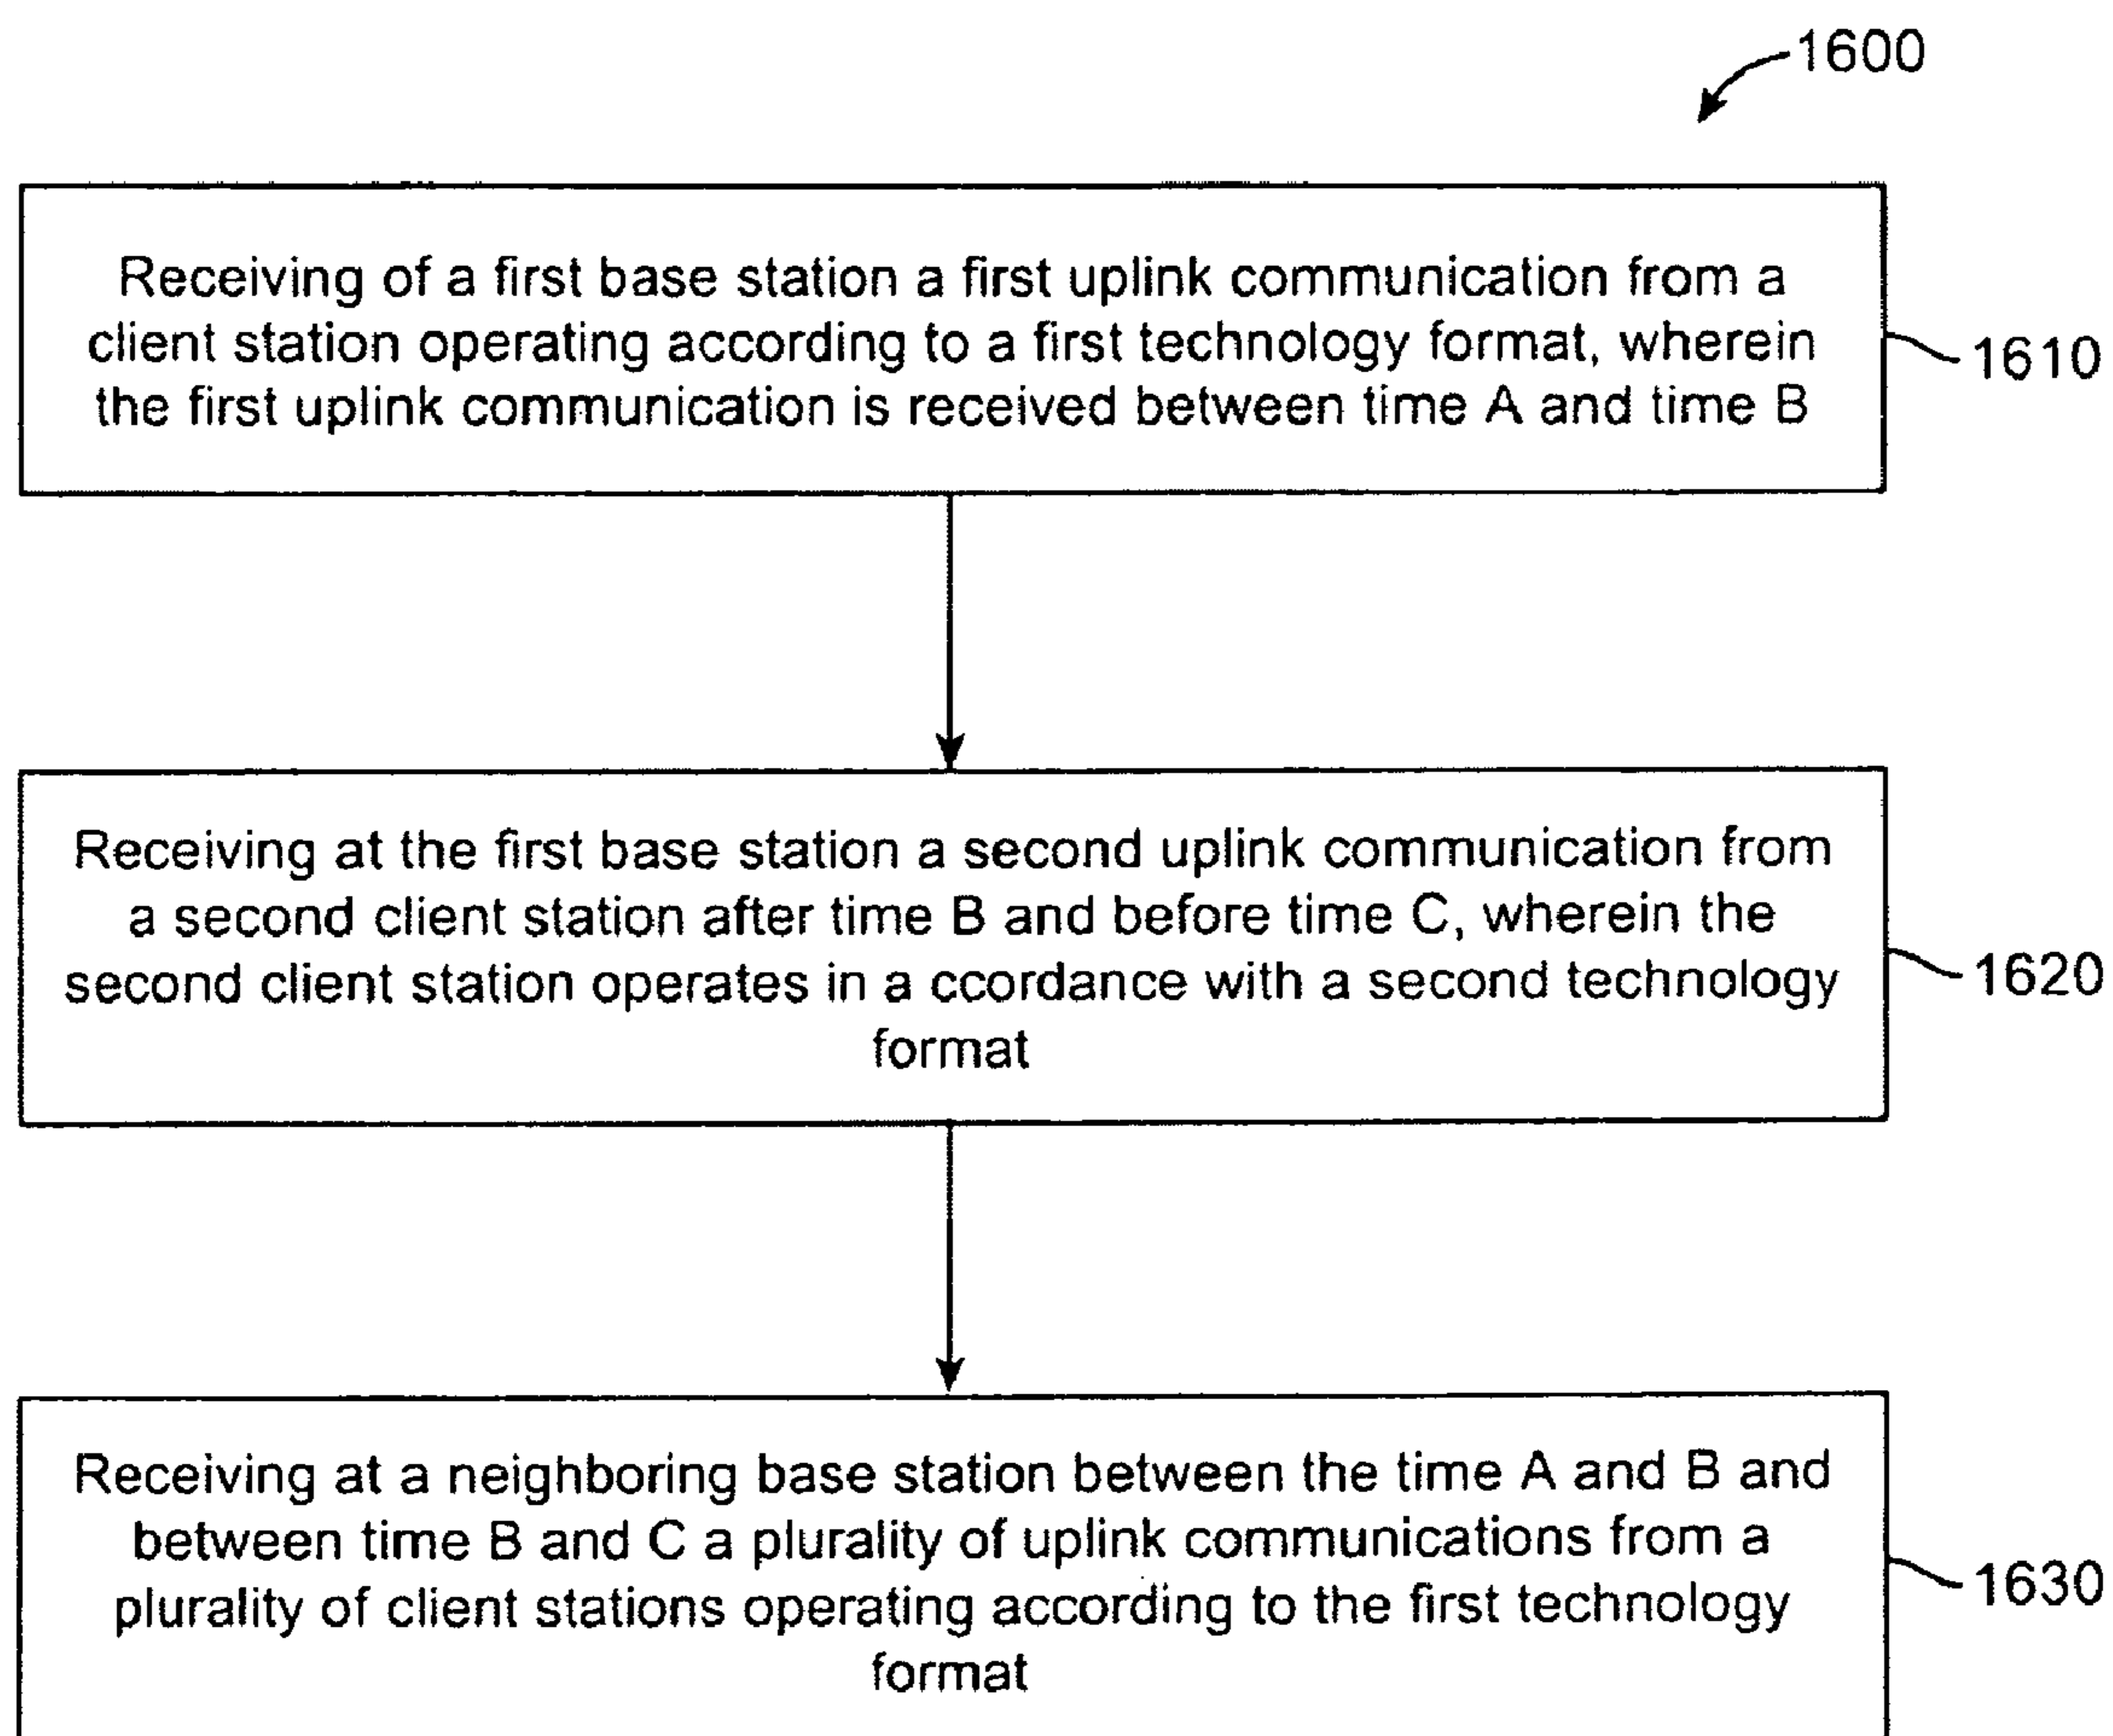 1600
Receiving of a first base station a first uplink communication from a
client station operating according to a first technology format, wherein
the first uplink communication is received between time A and time B
1610
Receiving at the first base station a second uplink communication from
a second client station after time B and before time C, wherein the
second client station operates in a ccordance with a second technology
format
1620
Receiving at a neighboring base station between the time A and B and
between time B and C a plurality of uplink communications from a
plurality of client stations operating according to the first technology
format
1630